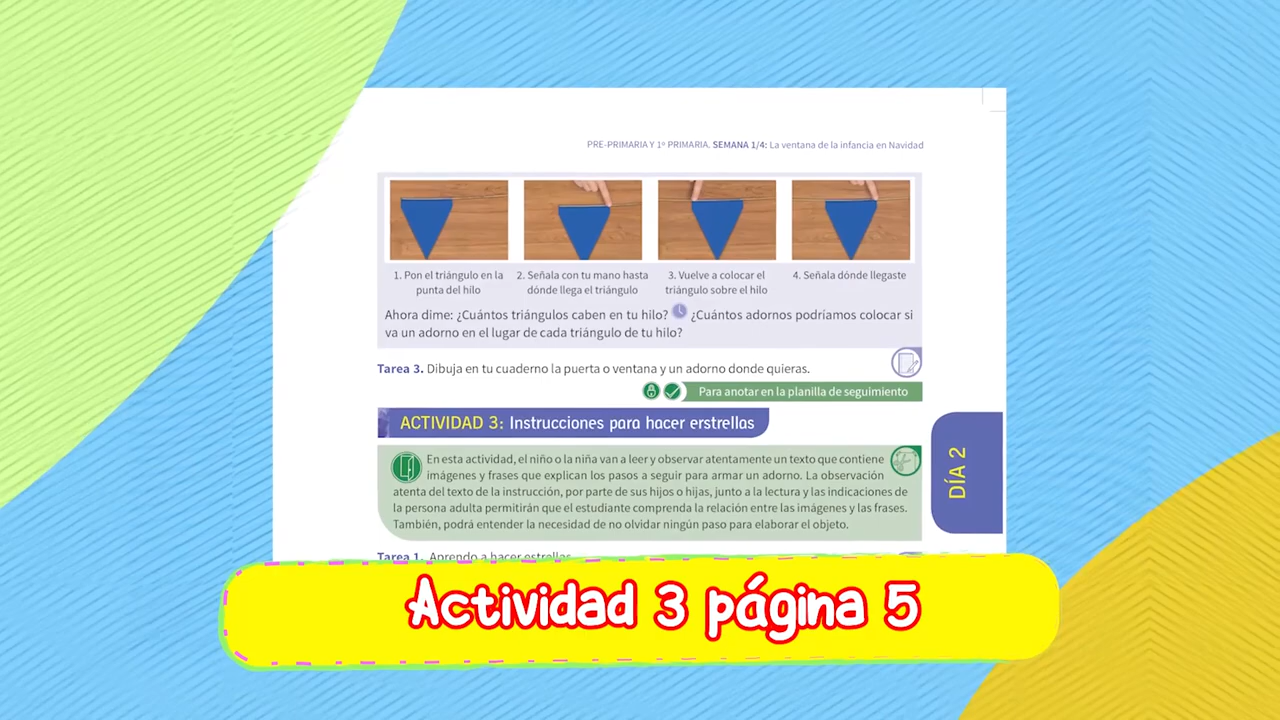 PRE-PRIMARIA Y 1º PRIMARIA. SEMANA 1/4: La ventana de la infancia en Navidad
1. Pon el triángulo en la punta del hilo
2. Señala con tu mano hasta dónde llega el triángulo
3. Vuelve a colocar el triángulo sobre el hilo
4. Señala dónde llegaste
Ahora dime: ¿Cuántos triángulos caben en tu hilo? ¿Cuántos adornos podríamos colocar si
va un adorno en el lugar de cada triángulo de tu hilo?
Tarea 3. Dibuja en tu cuaderno la puerta o ventana y un adorno donde quieras.
Para anotar en la planilla de seguimiento
ACTIVIDAD 3: Instrucciones para hacer erstrellas
En esta actividad, el niño o la niña van a leer y observar atentamente un texto que contiene
imágenes y frases que explican los pasos a seguir para armar un adorno. La observación
atenta del texto de la instrucción, por parte de sus hijos o hijas, junto a la lectura y las indicaciones de
la persona adulta permitirán que el estudiante comprenda la relación entre las imágenes y las frases.
También, podrá entender la necesidad de no olvidar ningún paso para elaborar el objeto.
DÍA 2
Tarea 1. Aprendo a hacer estrellas
Actividad 3 página 5